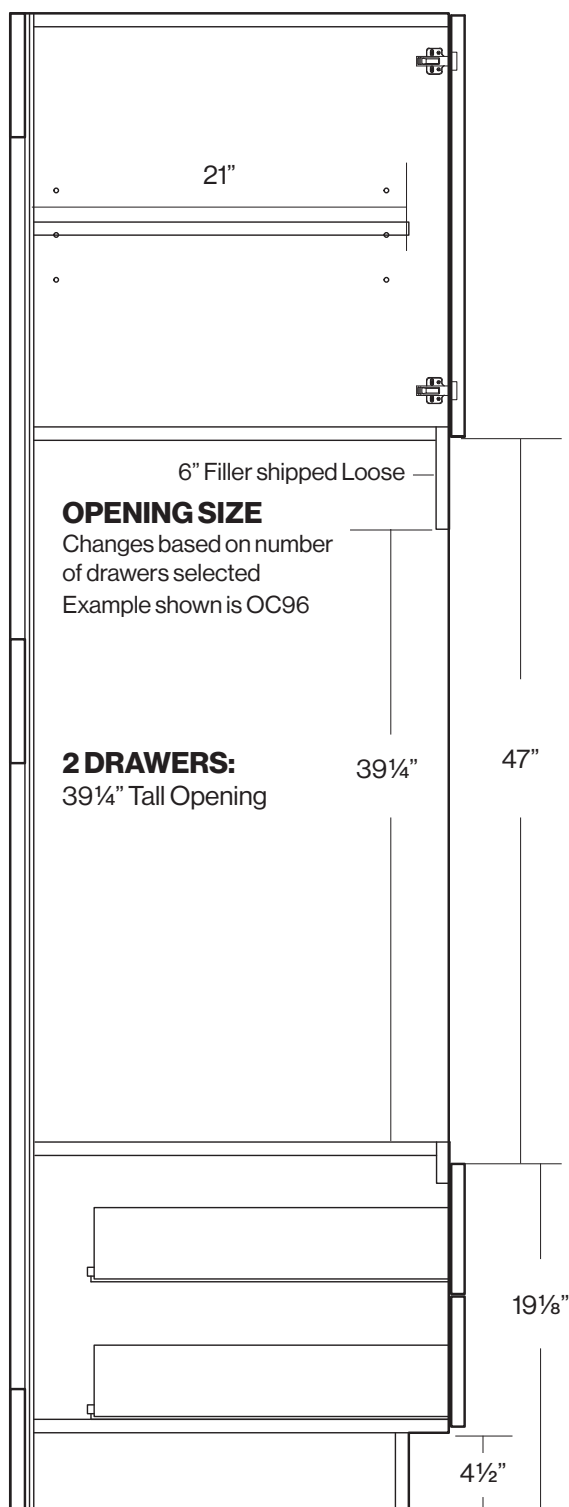 21”
6” Filler shipped Loose
OPENING SIZE
Changes based on number
of drawers selected
Example shown is OC96
2 DRAWERS:
39¼” Tall Opening
39¼”
47”
19⅛”
4½”